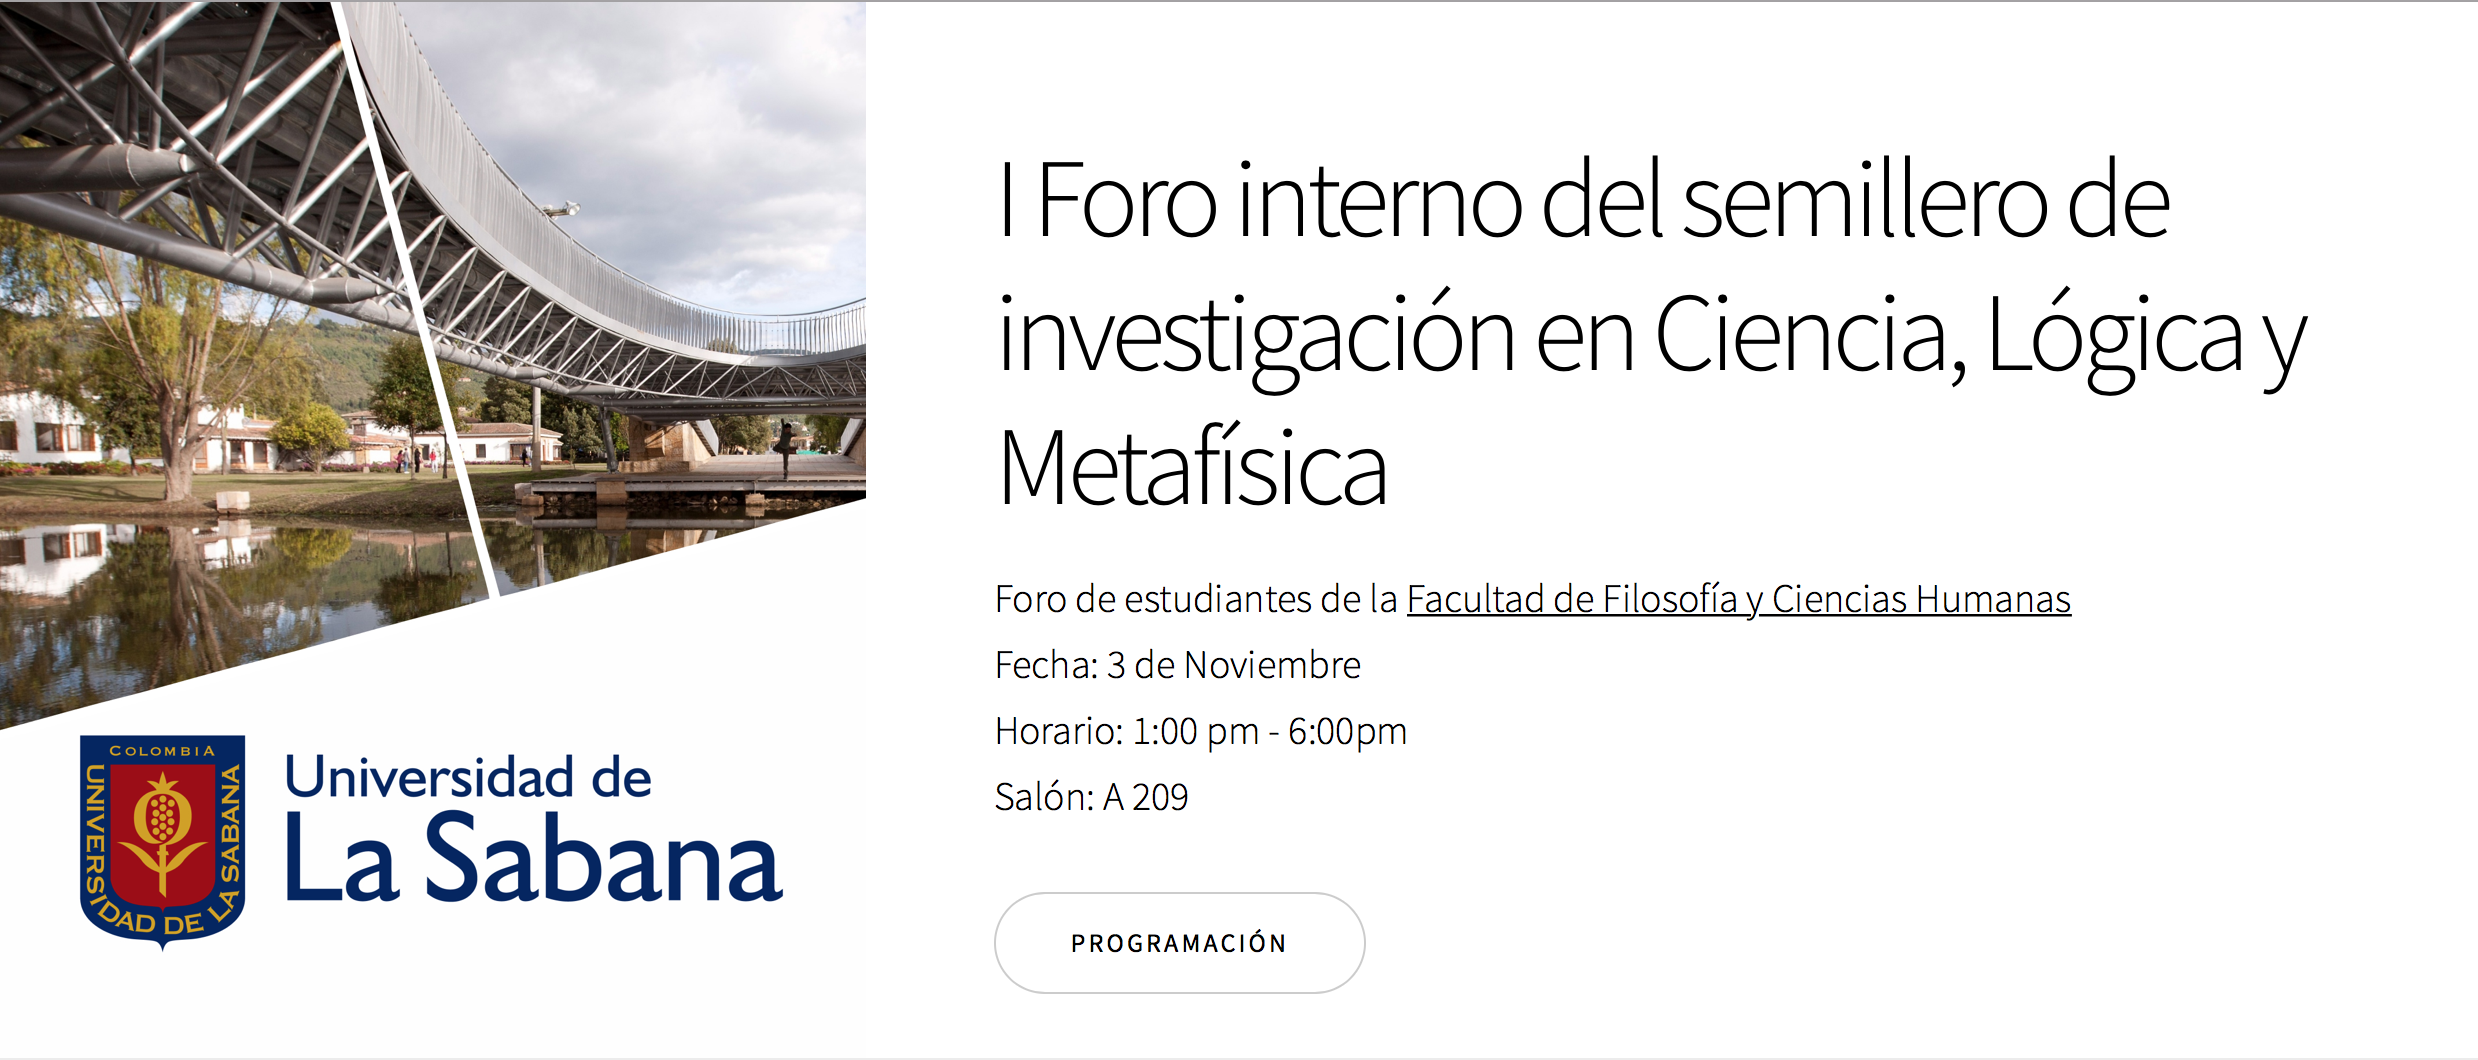 I Foro interno del semillero de
investigación en Ciencia, Lógica y
Metafísica
Foro de estudiantes de la Facultad de Filosofía y Ciencias Humanas
Fecha: 3 de Noviembre
Horario: 1:00 pm - 6:00pm
Salón: A 209
PROGRAMACIÓN
COLOMBIA
UNIVERSIDAD DE LA SABANA
Universidad de
La Sabana